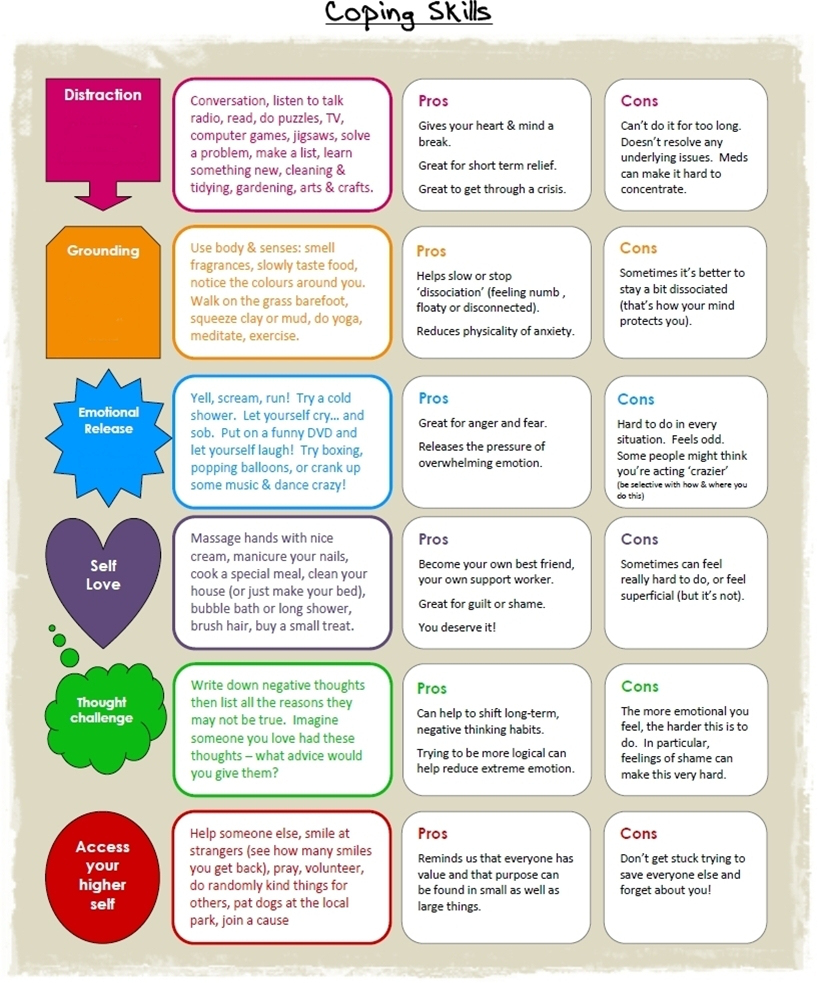 Coping Skills
Distraction
Conversation, listen to talk
radio, read, do puzzles, TV,
computer games, jigsaws, solve
a problem, make a list, learn
something new, cleaning &
tidying, gardening, arts & crafts.
Pros
Gives your heart & mind a
break.
Great for short term relief.
Great to get through a crisis.
Cons
Can't do it for too long.
Doesn't resolve any
underlying issues.  Meds
can make it hard to
concentrate.
Grounding
Use body & senses: smell
fragrances, slowly taste food,
notice the colours around you.
Walk on the grass barefoot,
squeeze clay or mud, do yoga,
meditate, exercise.
Pros
Helps slow or stop
‘dissociation’ (feeling numb ,
floaty or disconnected).
Reduces physicality of anxiety.
Cons
Sometimes it’s better to
stay a bit dissociated
(that’s how your mind
protects you).
Emotional
Release
Yell, scream, run!  Try a cold
shower.  Let yourself cry... and
sob.  Put on a funny DVD and
let yourself laugh!  Try boxing,
popping balloons, or crank up
some music & dance crazy!
Pros
Great for anger and fear.
Releases the pressure of
overwhelming emotion.
Cons
Hard to do in every
situation.  Feels odd.
Some people might think
you’re acting ‘crazier’
(be selective with how & where you
do this)
Self
Love
Massage hands with nice
cream, manicure your nails,
cook a special meal, clean your
house (or just make your bed),
bubble bath or long shower,
brush hair, buy a small treat.
Pros
Become your own best friend,
your own support worker.
Great for guilt or shame.
You deserve it!
Cons
Sometimes can feel
really hard to do, or feel
superficial (but it’s not).
Thought
challenge
Write down negative thoughts
then list all the reasons they
may not be true.  Imagine
someone you love had these
thoughts – what advice would
you give them?
Pros
Can help to shift long-term,
negative thinking habits.
Trying to be more logical can
help reduce extreme emotion.
Cons
The more emotional you
feel, the harder this is to
do.  In particular,
feelings of shame can
make this very hard.
Access
your
higher
self
Help someone else, smile at
strangers (see how many smiles
you get back), pray, volunteer,
do randomly kind things for
others, pat dogs at the local
park, join a cause
Pros
Reminds us that everyone has
value and that purpose can
be found in small as well as
large things.
Cons
Don’t get stuck trying to
save everyone else and
forget about you!